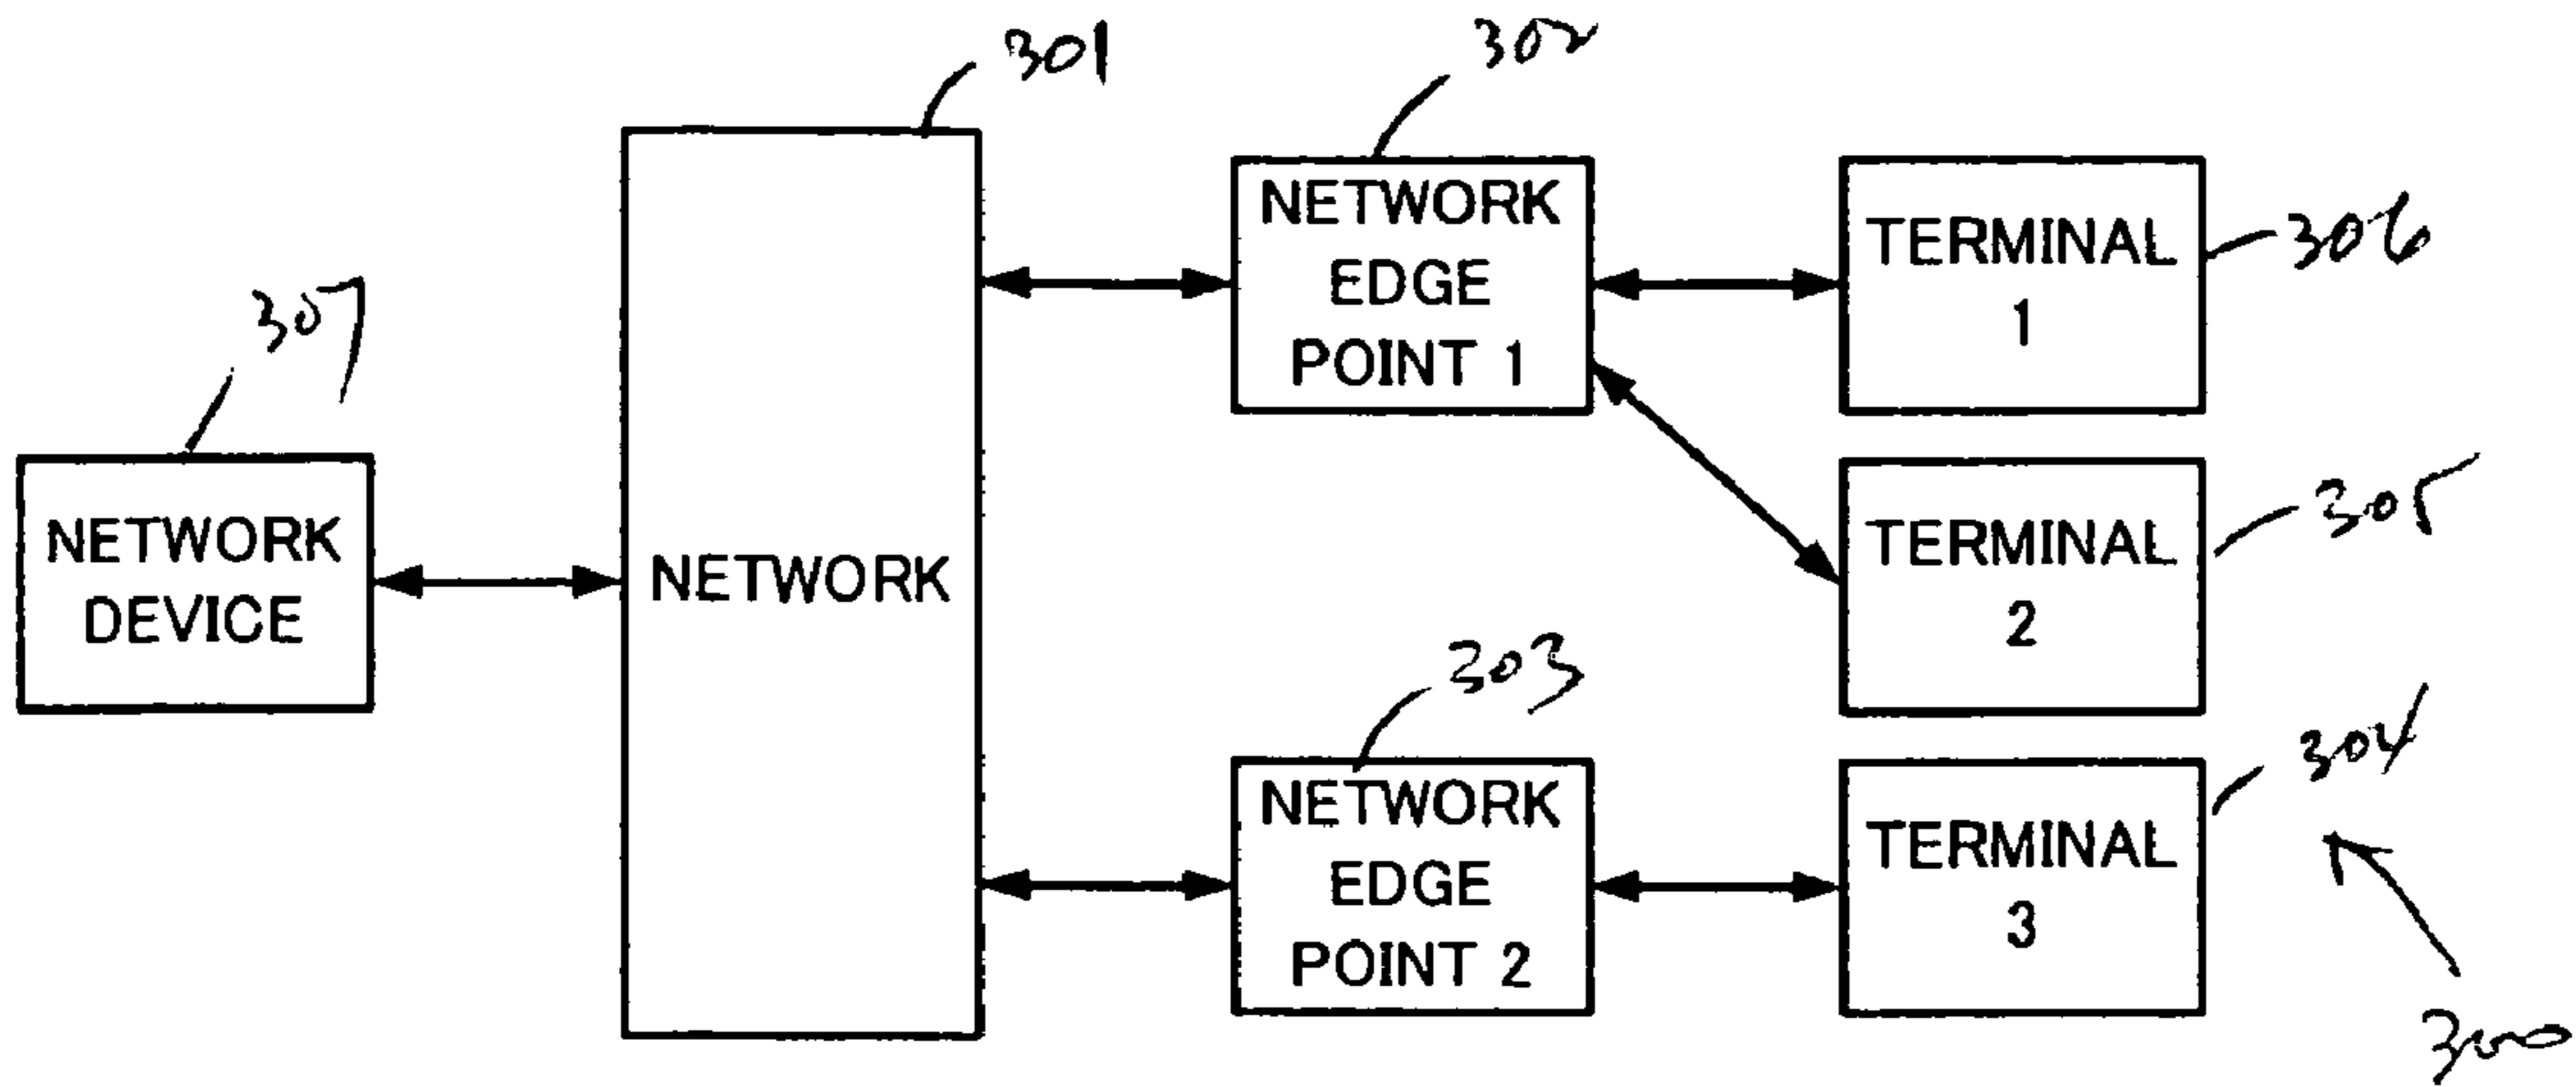 301
302
NETWORK
EDGE
POINT 1
TERMINAL
1
306
307
NETWORK
DEVICE
NETWORK
TERMINAL
2
305
303
NETWORK
EDGE
POINT 2
TERMINAL
3
304
300